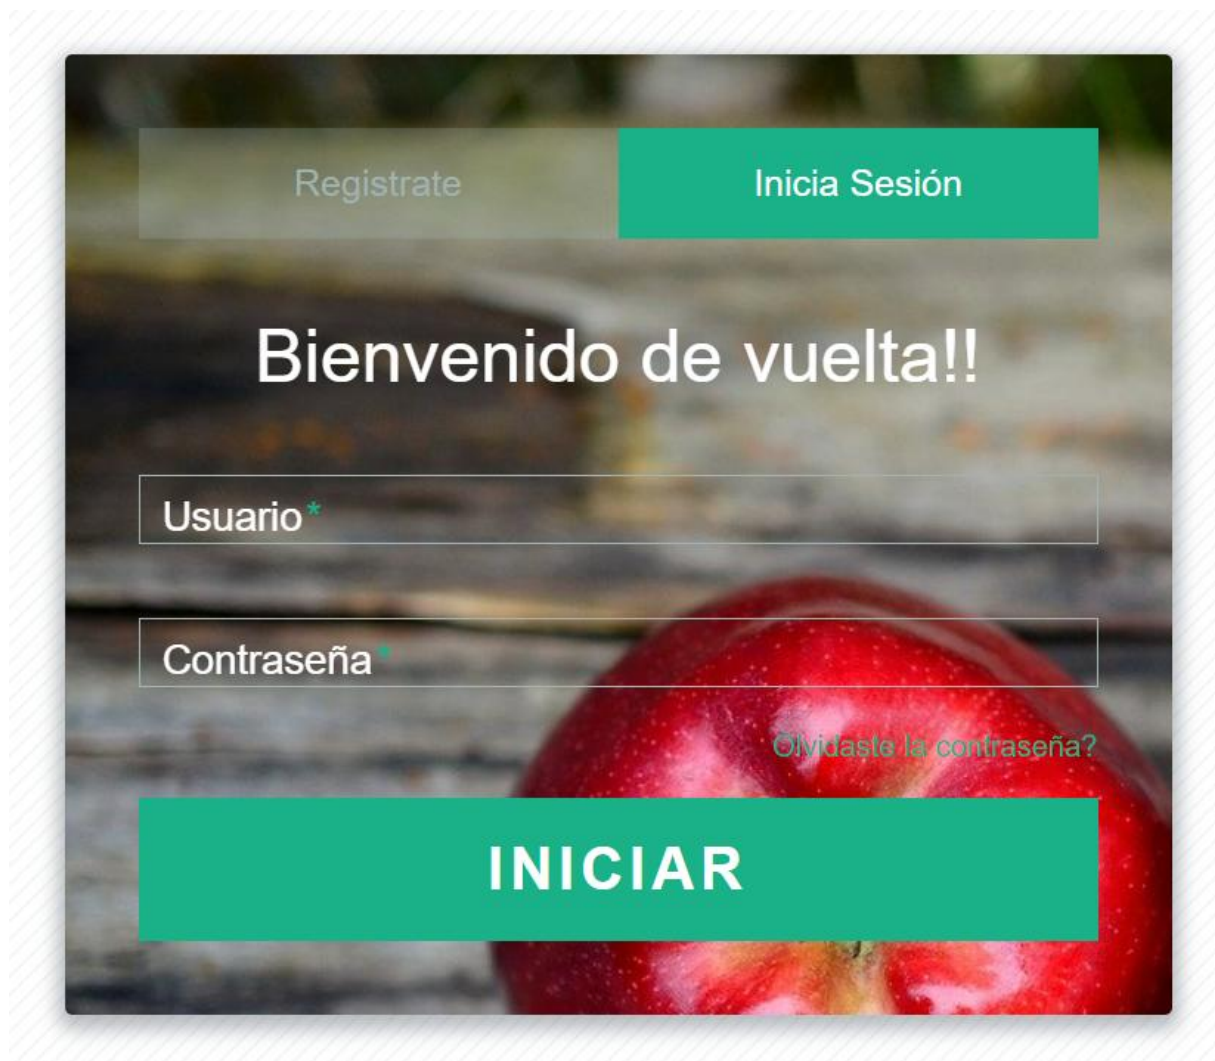 Registrate
Inicia Sesión
Bienvenido de vuelta!!
Usuario*
Contraseña*
Olvidaste la contraseña?
INICIAR